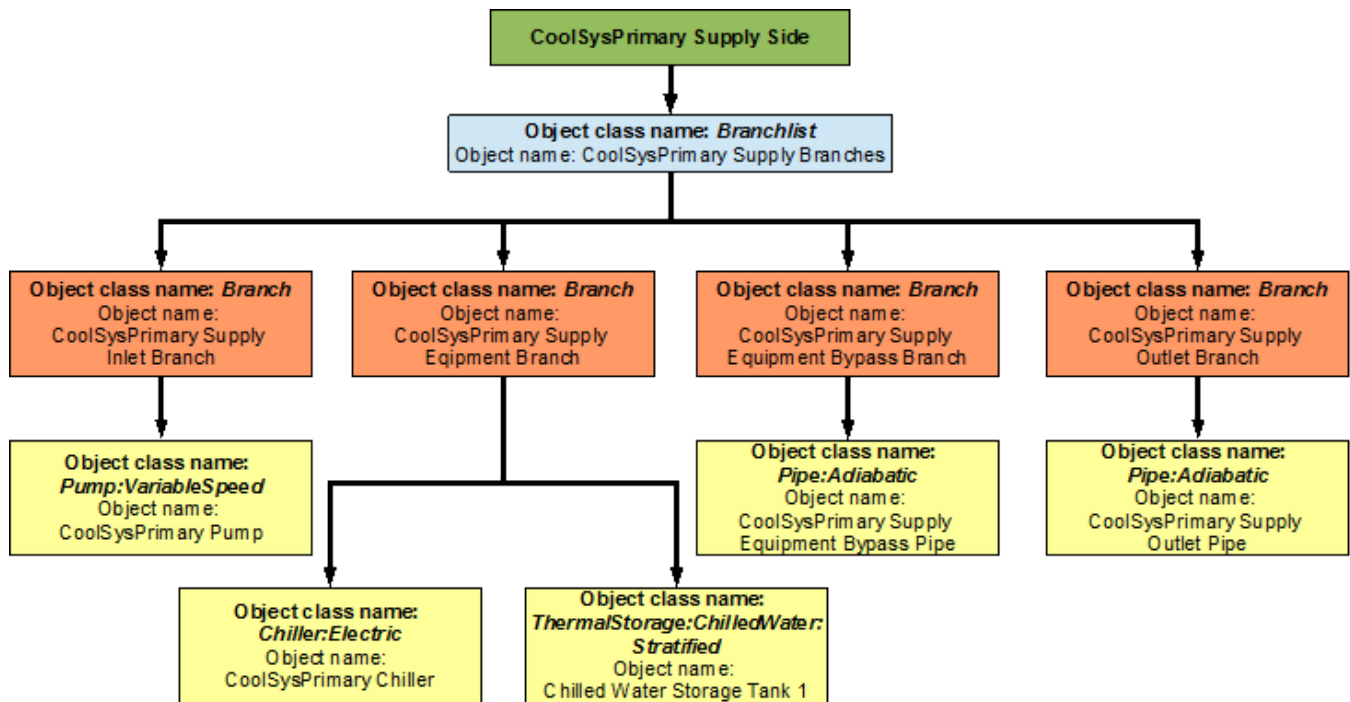 CoolSysPrimary Supply Side
Object class name: Branchlist
Object name: CoolSysPrimary Supply Branches
Object class name: Branch
Object name:
CoolSysPrimary Supply
Inlet Branch
Object class name: Branch
Object name:
CoolSysPrimary Supply
Eqipment Branch
Object class name: Branch
Object name:
CoolSysPrimary Supply
Equipment Bypass Branch
Object class name: Branch
Object name:
CoolSysPrimary Supply
Outlet Branch
Object class name:
Pump:VariableSpeed
Object name:
CoolSysPrimary Pump
Object class name:
Pipe:Adiabatic
Object name:
CoolSysPrimary Supply
Equipment Bypass Pipe
Object class name:
Pipe:Adiabatic
Object name:
CoolSysPrimary Supply
Outlet Pipe
Object class name:
Chiller:Electric
Object name:
CoolSysPrimary Chiller
Object class name:
ThermalStorage:ChilledWater:
Stratified
Object name:
Chilled Water Storage Tank 1